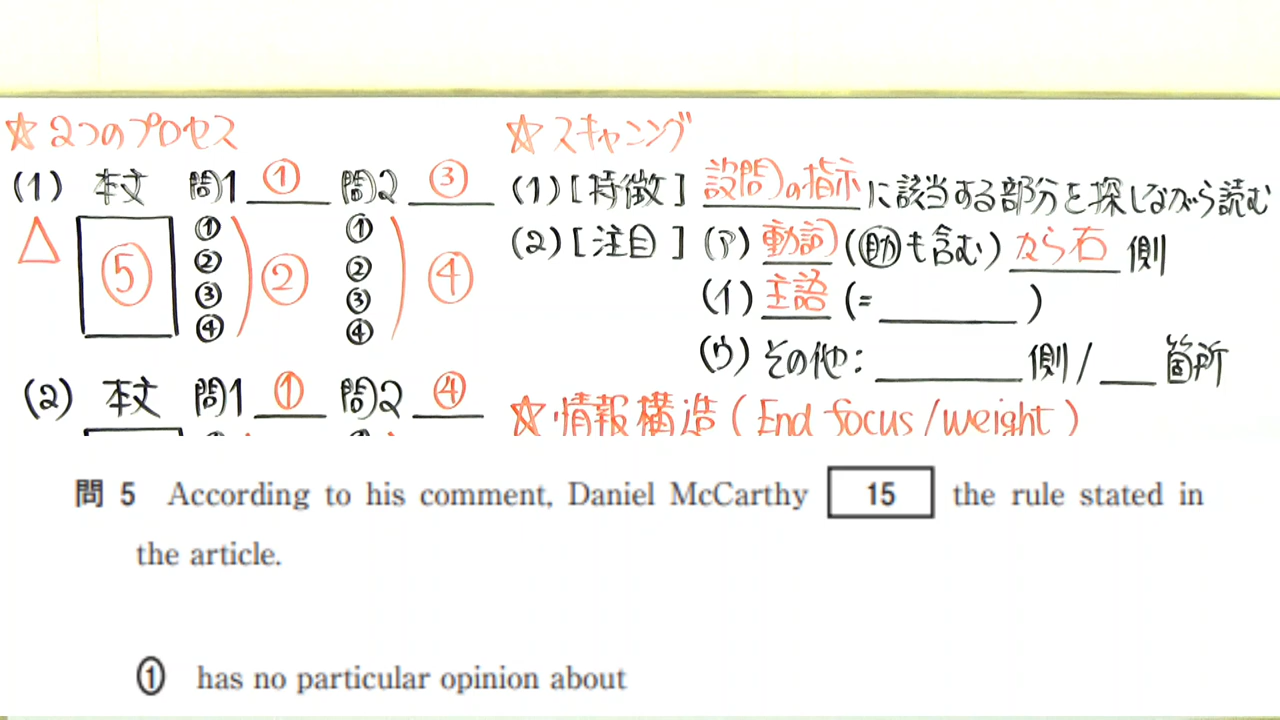 ☆ 2つのプロセス
(1) 本文 問1 ① 問2 ③
△ ⑤ ① ② ③ ④ ② ① ② ③ ④ ④
(2) 本文 問1 ① 問2 ④
☆ スキャニング
(1) [特徴] 設問の指示に該当する部分を探しながら読む
(2) [注目] (ア) 動詞 (助も含む) から右 側
(イ) 主語 (= )
(ウ) その他: 側 / 箇所
☆・情報構造 (End focus/weight)
問 5 According to his comment, Daniel McCarthy 15 the rule stated in
the article.
① has no particular opinion about